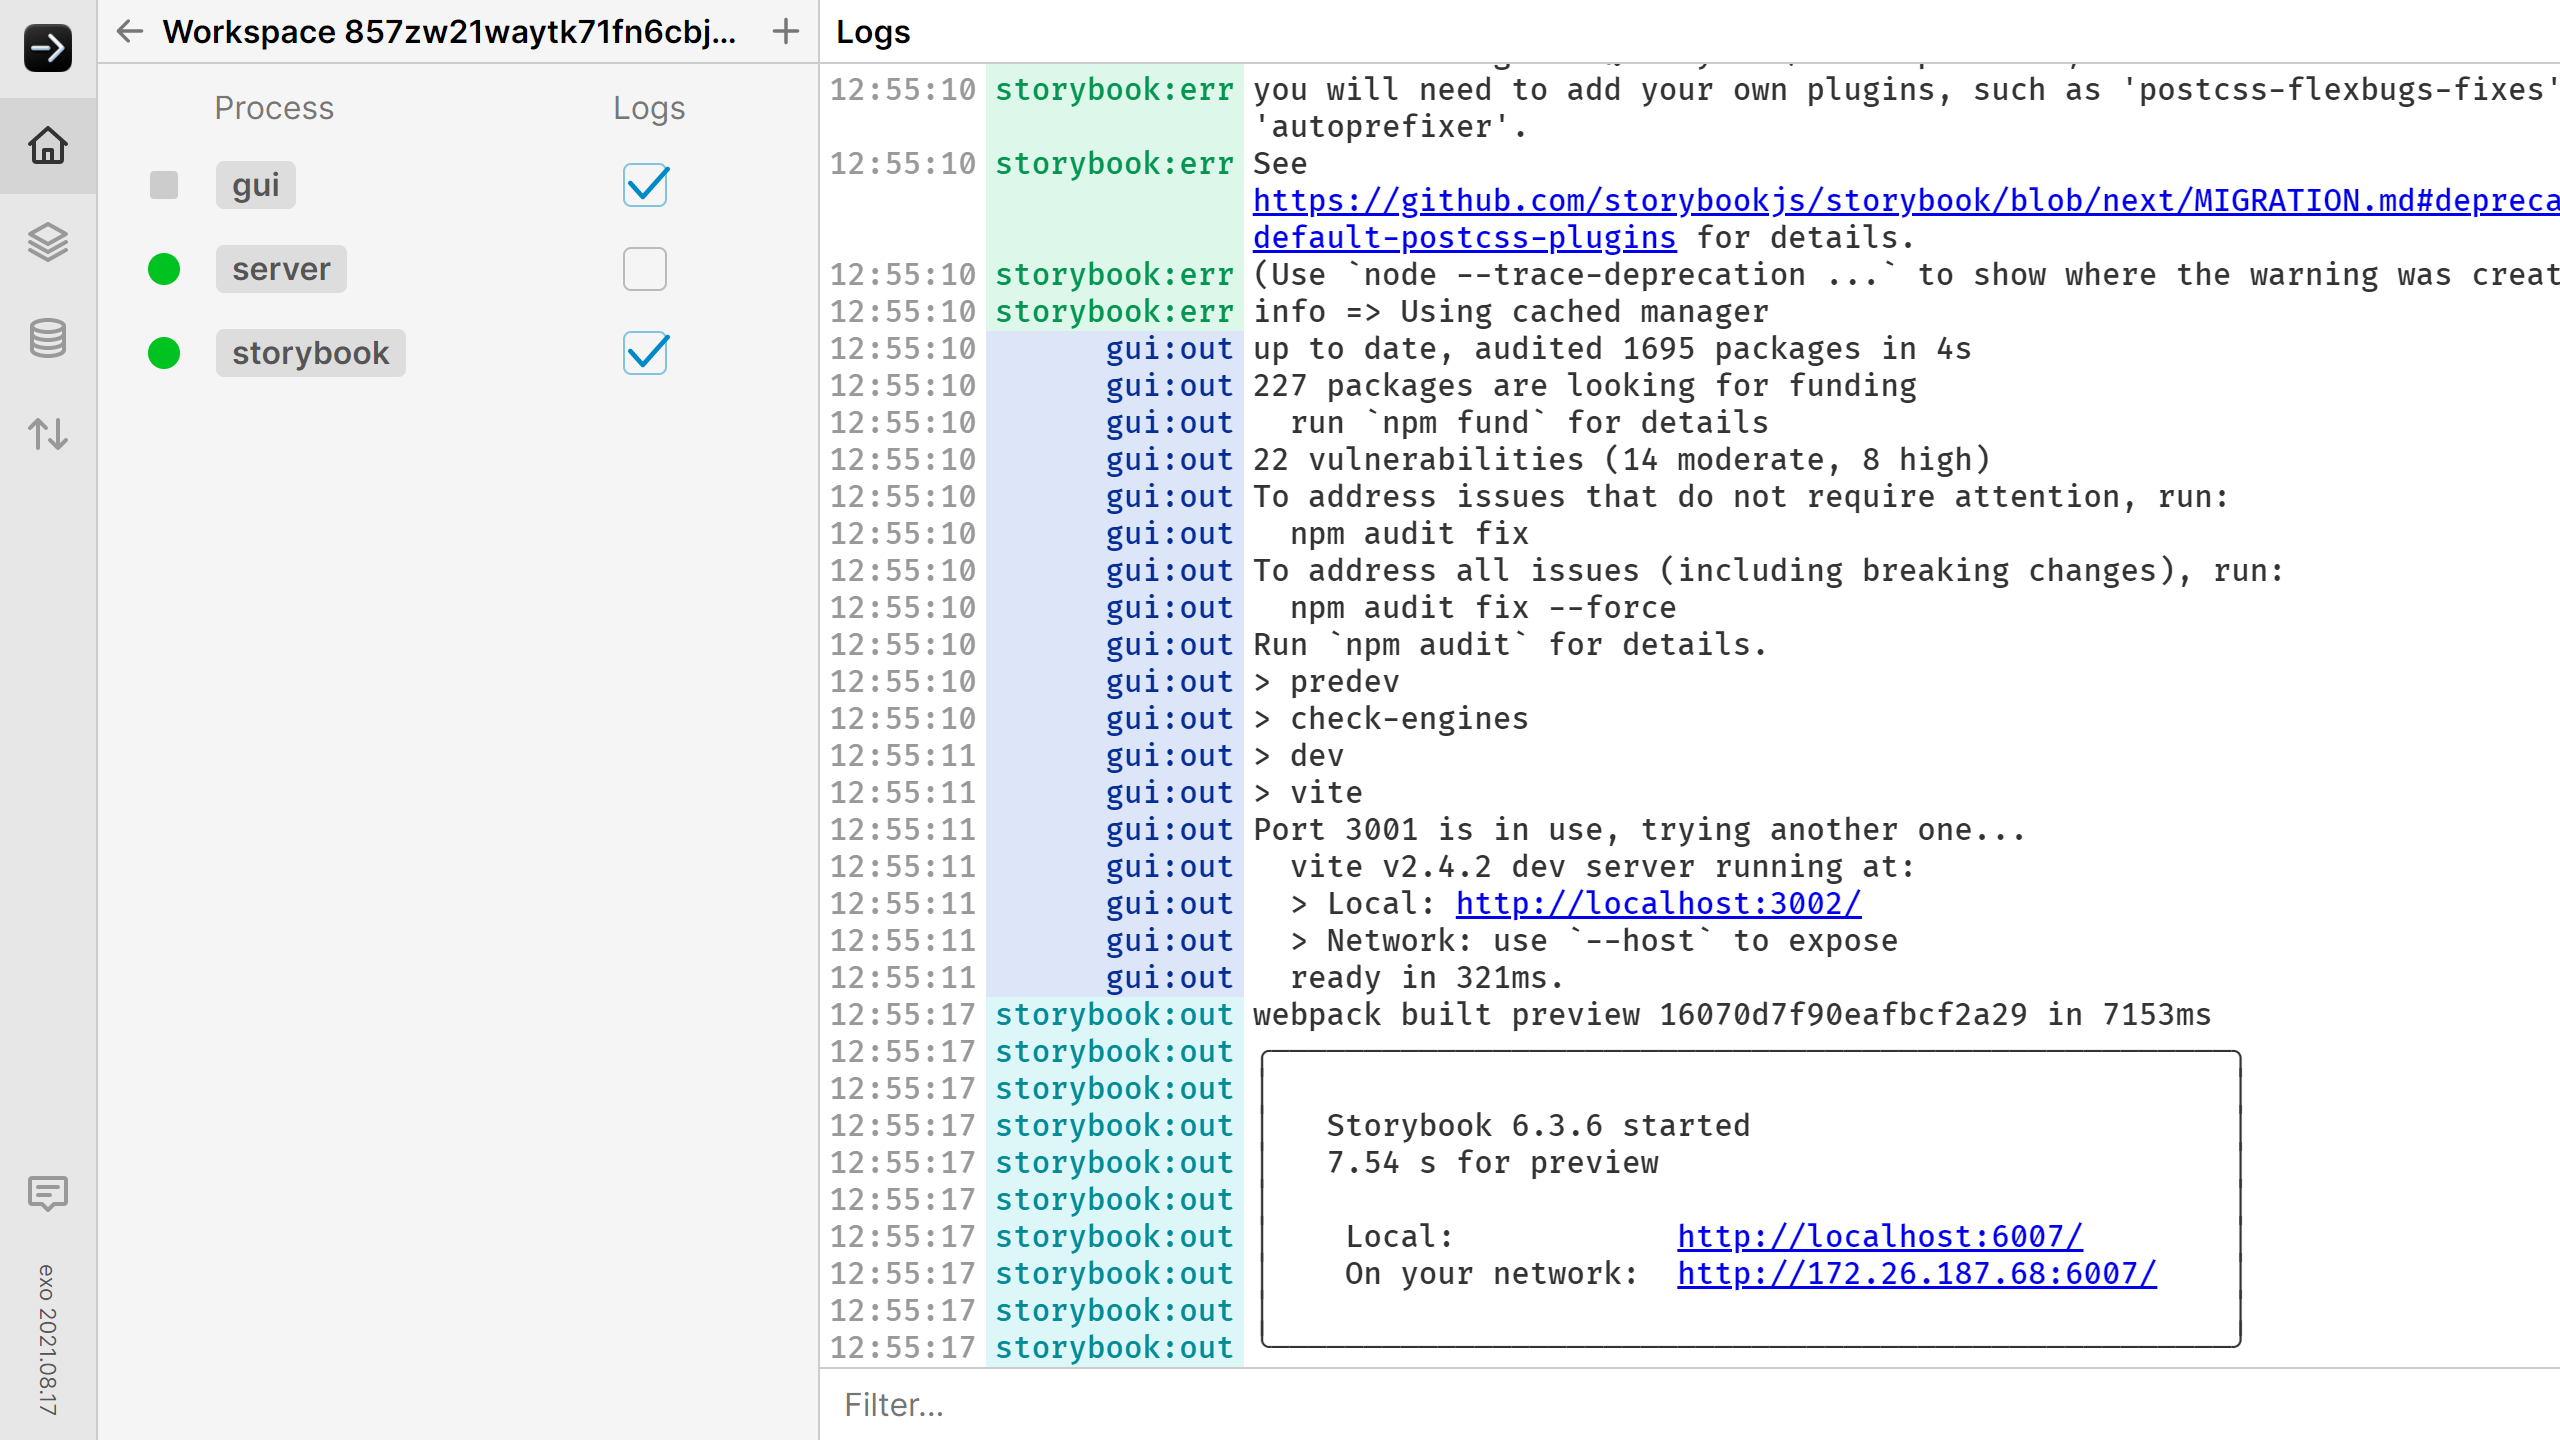 Workspace 857zw21waytk71fn6cbj...
Process Logs
gui
server
storybook
exo 2021.08.17
Logs
12:55:10 storybook:err you will need to add your own plugins, such as 'postcss-flexbugs-fixes'
'autoprefixer'.
12:55:10 storybook:err See
https://github.com/storybookjs/storybook/blob/next/MIGRATION.md#depreca
default-postcss-plugins for details.
12:55:10 storybook:err (Use `node --trace-deprecation ...` to show where the warning was creat
12:55:10 storybook:err info => Using cached manager
12:55:10 gui:out up to date, audited 1695 packages in 4s
12:55:10 gui:out 227 packages are looking for funding
12:55:10 gui:out run `npm fund` for details
12:55:10 gui:out 22 vulnerabilities (14 moderate, 8 high)
12:55:10 gui:out To address issues that do not require attention, run:
12:55:10 gui:out npm audit fix
12:55:10 gui:out To address all issues (including breaking changes), run:
12:55:10 gui:out npm audit fix --force
12:55:10 gui:out Run `npm audit` for details.
12:55:10 gui:out > predev
12:55:10 gui:out > check-engines
12:55:11 gui:out > dev
12:55:11 gui:out > vite
12:55:11 gui:out Port 3001 is in use, trying another one...
12:55:11 gui:out vite v2.4.2 dev server running at:
12:55:11 gui:out > Local: http://localhost:3002/
12:55:11 gui:out > Network: use `--host` to expose
12:55:11 gui:out ready in 321ms.
12:55:17 storybook:out webpack built preview 16070d7f90eafbcf2a29 in 7153ms
12:55:17 storybook:out
12:55:17 storybook:out
12:55:17 storybook:out Storybook 6.3.6 started
12:55:17 storybook:out 7.54 s for preview
12:55:17 storybook:out
12:55:17 storybook:out Local: http://localhost:6007/
12:55:17 storybook:out On your network: http://172.26.187.68:6007/
12:55:17 storybook:out
12:55:17 storybook:out
Filter...